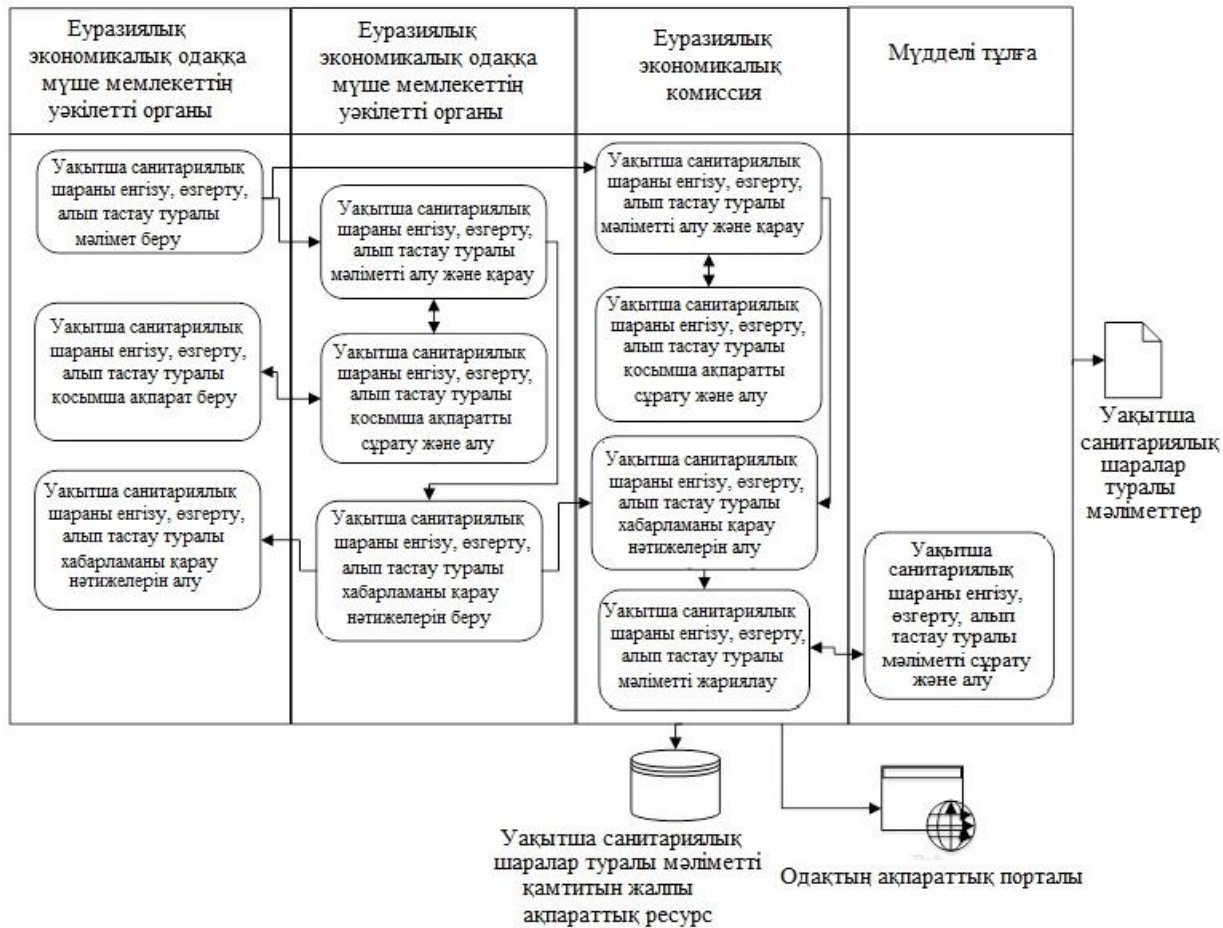 Еуразиялық
экономикалық одаққа
мүше мемлекеттің
уәкілетті органы
Еуразиялық
экономикалық одаққа
мүше мемлекеттің
уәкілетті органы
Еуразиялық
экономикалық
комиссия
Мүдделі тұлға
Уақытша санитариялық
шараны енгізу, өзгерту,
алып тастау туралы
мәлімет беру
Уақытша санитариялық
шараны енгізу, өзгерту,
алып тастау туралы
қосымша ақпарат беру
Уақытша санитариялық
шараны енгізу, өзгерту,
алып тастау туралы
хабарламаны қарау
нәтижелерін алу
Уақытша санитариялық
шараны енгізу, өзгерту,
алып тастау туралы
мәліметті алу және қарау
Уақытша санитариялық
шараны енгізу, өзгерту,
алып тастау туралы
қосымша ақпаратты
сұрату және алу
Уақытша санитариялық
шараны енгізу, өзгерту,
алып тастау туралы
хабарламаны қарау
нәтижелерін беру
Уақытша санитариялық
шараны енгізу, өзгерту,
алып тастау туралы
мәліметті алу және қарау
Уақытша санитариялық
шараны енгізу, өзгерту,
алып тастау туралы
қосымша ақпаратты
сұрату және алу
Уақытша санитариялық
шараны енгізу, өзгерту,
алып тастау туралы
хабарламаны қарау
нәтижелерін алу
Уақытша санитариялық
шараны енгізу, өзгерту,
алып тастау туралы
мәліметті жариялау
Уақытша
санитариялық
шараны енгізу,
өзгерту, алып
тастау туралы
мәліметті сұрату
және алу
Уақытша
санитариялық
шаралар
туралы
мәліметтер
Уақытша санитариялық
шаралар туралы мәліметті
қамтитын жалпы
ақпараттық ресурс
Одақтың ақпараттық порталы